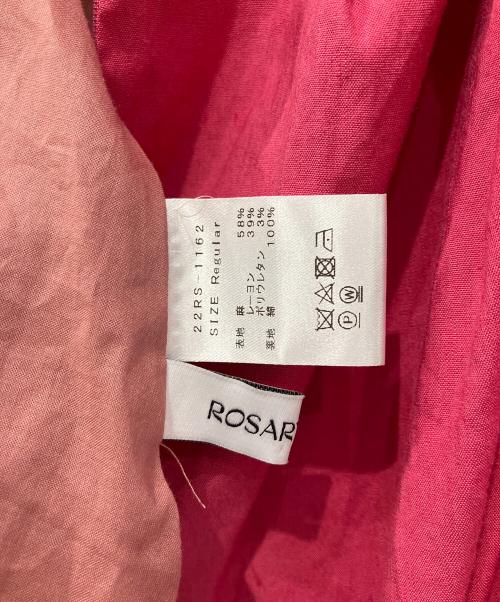 22RS-1162
SIZE Regular
表地 麻 58%
レーヨン 39%
ポリウレタン 3%
裏地 綿 100%
P W
ROSAR